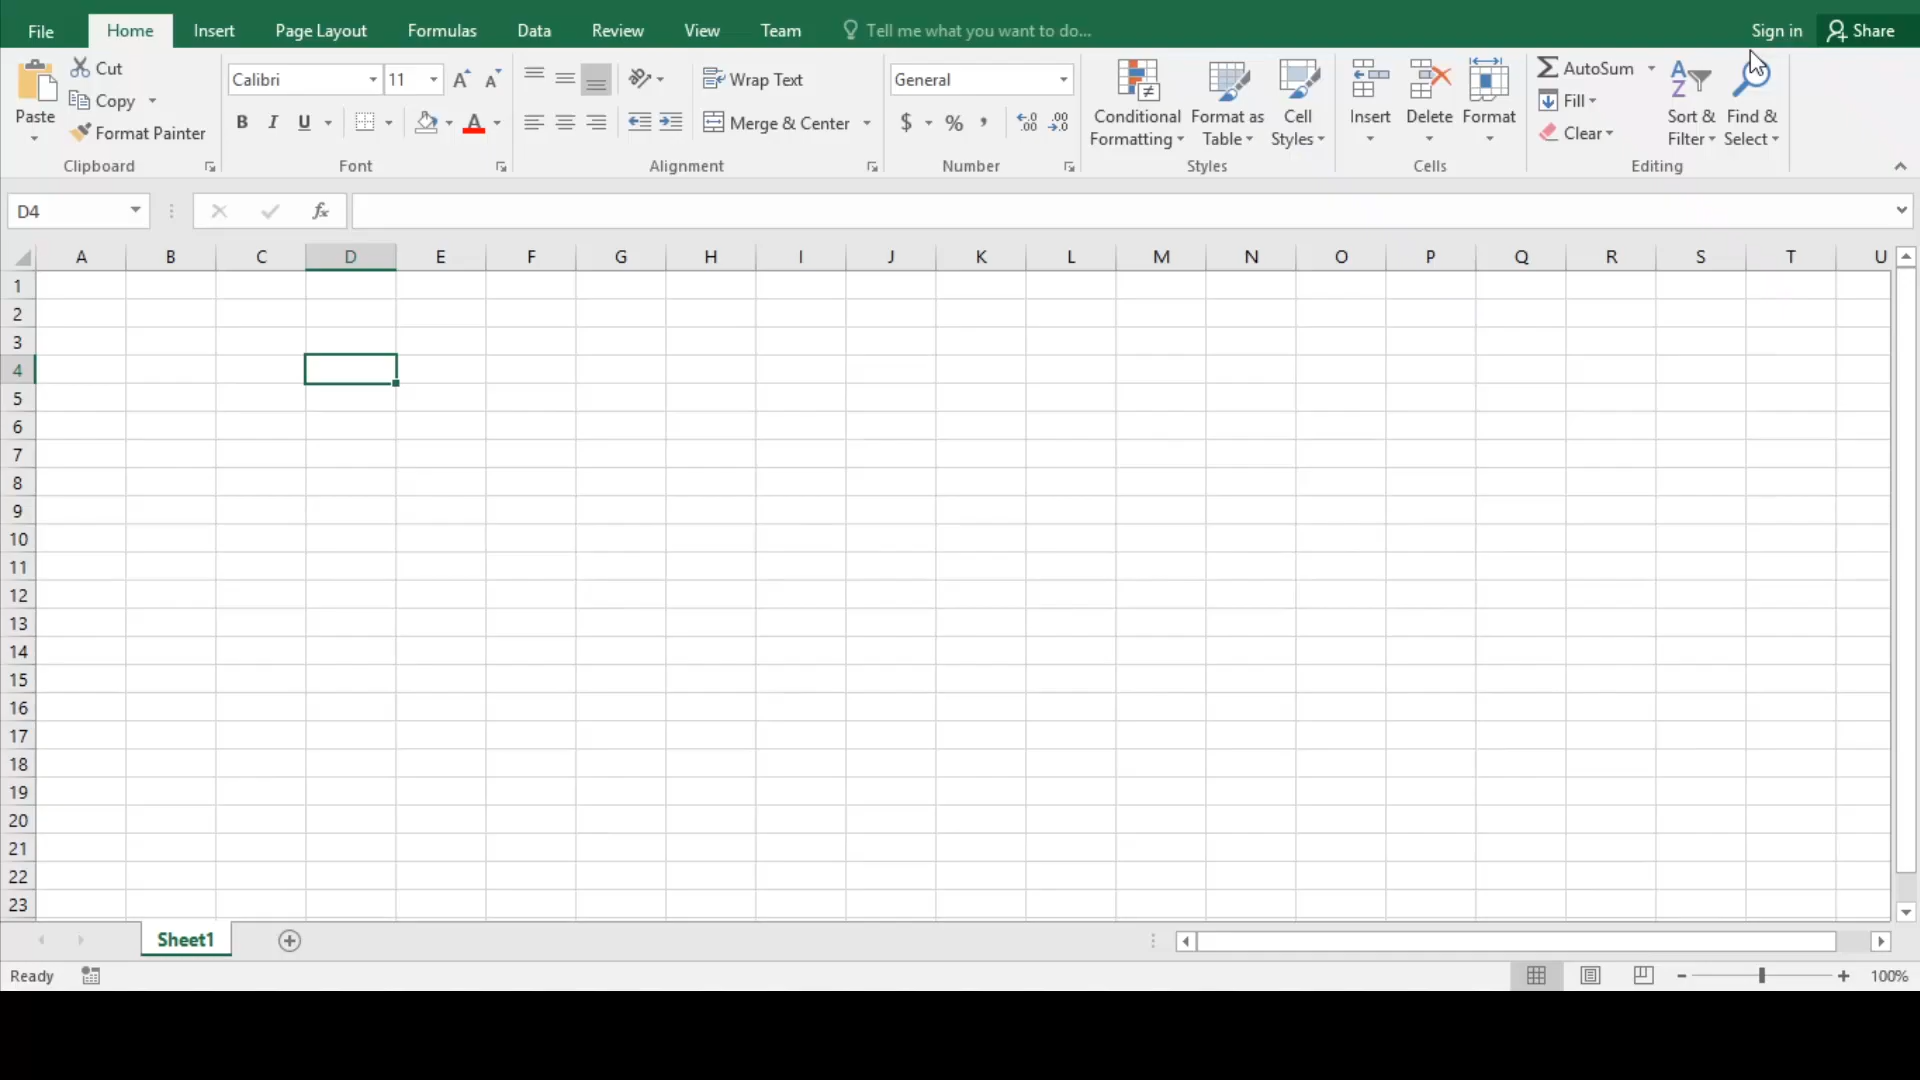 File Home Insert Page Layout Formulas Data Review View Team Tell me what you want to do... Sign in Share
Paste Cut Copy Format Painter
Clipboard
Calibri 11
B I U A
Font
Wrap Text
Merge & Center
Alignment
General
$ % ,
Number
Conditional Formatting Format as Table Cell Styles
Styles
Insert Delete Format
Cells
AutoSum
Fill
Clear
Sort & Filter Find & Select
Editing
D4 fx
A B C D E F G H I J K L M N O P Q R S T U
1
2
3
4
5
6
7
8
9
10
11
12
13
14
15
16
17
18
19
20
21
22
23
Sheet1
Ready 100%